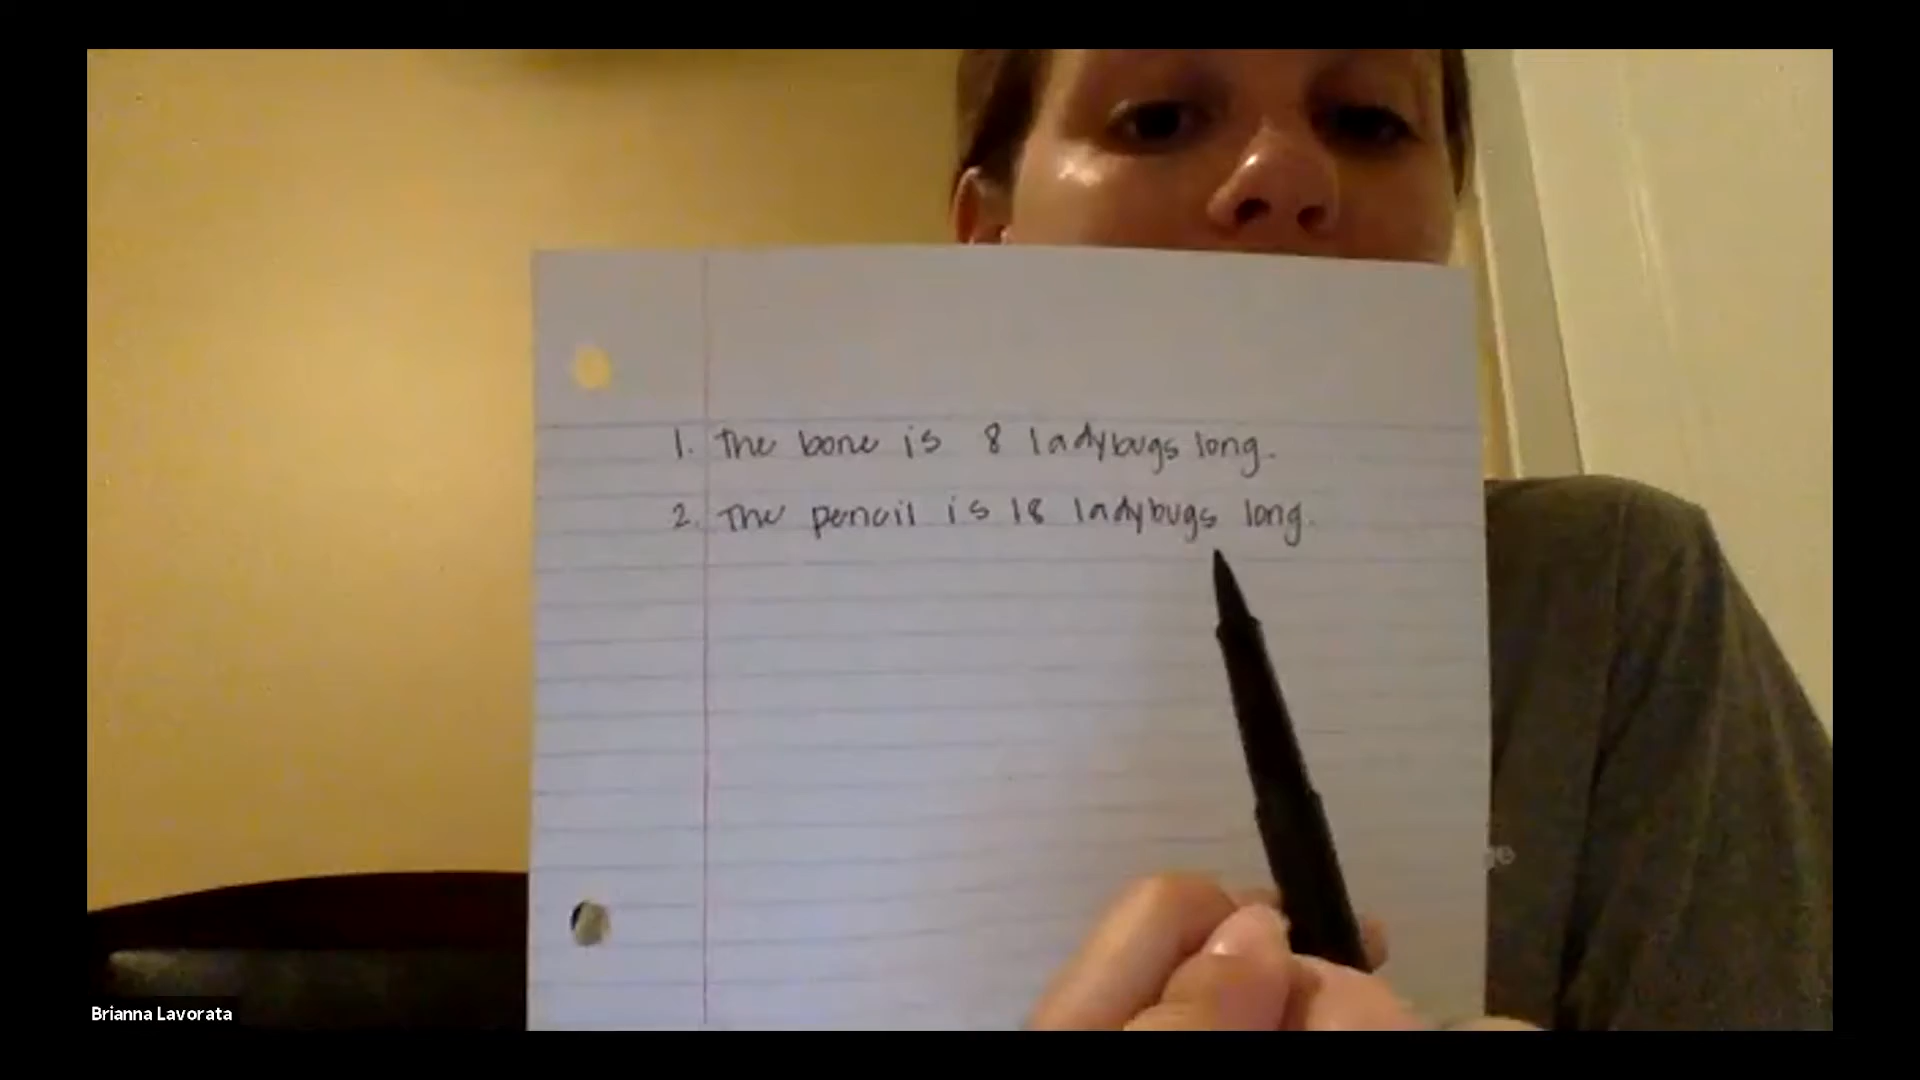 1. The bone is 8 ladybugs long.
2. The pencil is 18 ladybugs long.
Brianna Lavorata